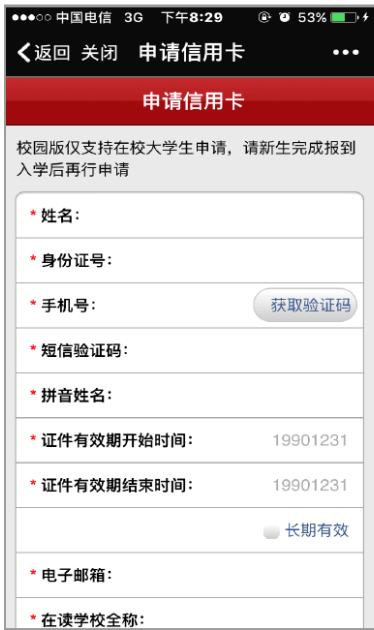 中国电信 3G 下午8:29 53%
返回 关闭 申请信用卡
申请信用卡
校园版仅支持在校大学生申请，请新生完成报到
入学后再行申请
* 姓名：
* 身份证号：
* 手机号： 获取验证码
* 短信验证码：
* 拼音姓名：
* 证件有效期开始时间： 19901231
* 证件有效期结束时间： 19901231
长期有效
* 电子邮箱：
* 在读学校全称：